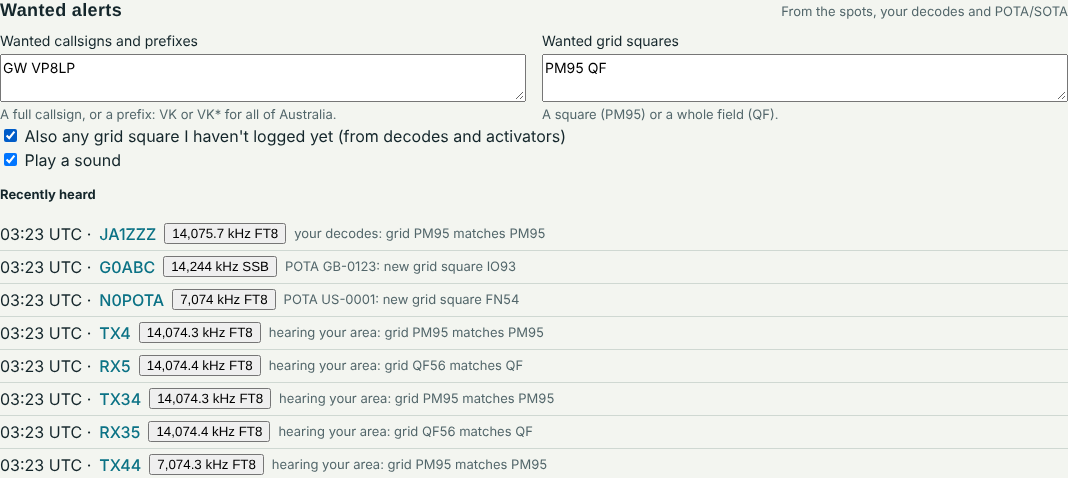 Wanted alerts
From the spots, your decodes and POTA/SOTA
Wanted callsigns and prefixes
GW VP8LP
A full callsign, or a prefix: VK or VK* for all of Australia.
Wanted grid squares
PM95 QF
A square (PM95) or a whole field (QF).
Also any grid square I haven't logged yet (from decodes and activators)
Play a sound
Recently heard
03:23 UTC · JA1ZZZ 14,075.7 kHz FT8 your decodes: grid PM95 matches PM95
03:23 UTC · G0ABC 14,244 kHz SSB POTA GB-0123: new grid square IO93
03:23 UTC · N0POTA 7,074 kHz FT8 POTA US-0001: new grid square FN54
03:23 UTC · TX4 14,074.3 kHz FT8 hearing your area: grid PM95 matches PM95
03:23 UTC · RX5 14,074.4 kHz FT8 hearing your area: grid QF56 matches QF
03:23 UTC · TX34 14,074.3 kHz FT8 hearing your area: grid PM95 matches PM95
03:23 UTC · RX35 14,074.4 kHz FT8 hearing your area: grid QF56 matches QF
03:23 UTC · TX44 7,074.3 kHz FT8 hearing your area: grid PM95 matches PM95